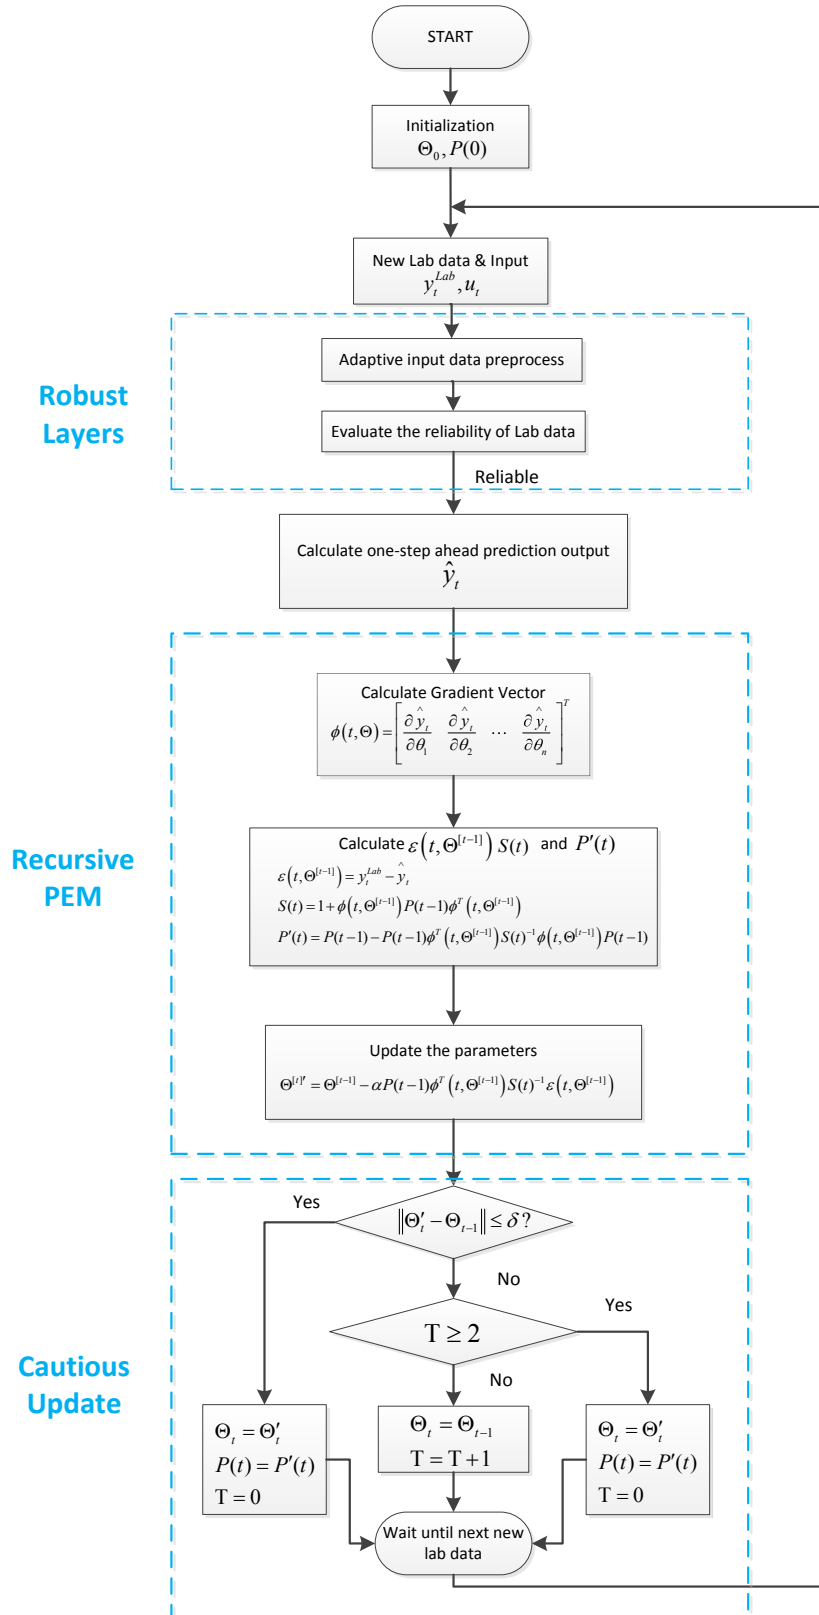 START
Initialization
Θ₀, P(0)
New Lab data & Input
y_t^{Lab}, u_t
Robust
Layers
Adaptive input data preprocess
Evaluate the reliability of Lab data
Reliable
Calculate one-step ahead prediction output
ŷ_t
Recursive
PEM
Calculate Gradient Vector
ϕ(t,Θ) = [∂ŷ_t/∂θ₁ ∂ŷ_t/∂θ₂ ⋯ ∂ŷ_t/∂θ_n]^T
Calculate ε(t,Θ^{[t-1]}) S(t) and P′(t)
ε(t,Θ^{[t-1]}) = y_t^{Lab} − ŷ_t
S(t) = 1 + ϕ(t,Θ^{[t-1]}) P(t−1) ϕ^T(t,Θ^{[t-1]})
P′(t) = P(t−1) − P(t−1) ϕ^T(t,Θ^{[t-1]}) S(t)^{-1} ϕ(t,Θ^{[t-1]}) P(t−1)
Update the parameters
Θ^{[t]}′ = Θ^{[t-1]} − αP(t−1) ϕ^T(t,Θ^{[t-1]}) S(t)^{-1} ε(t,Θ^{[t-1]})
Cautious
Update
‖Θ′_t − Θ_{t−1}‖ ≤ δ?
Yes
No
T ≥ 2
Yes
No
Θ_t = Θ′_t
P(t) = P′(t)
T = 0
Θ_t = Θ_{t−1}
T = T + 1
Θ_t = Θ′_t
P(t) = P′(t)
T = 0
Wait until next new
lab data